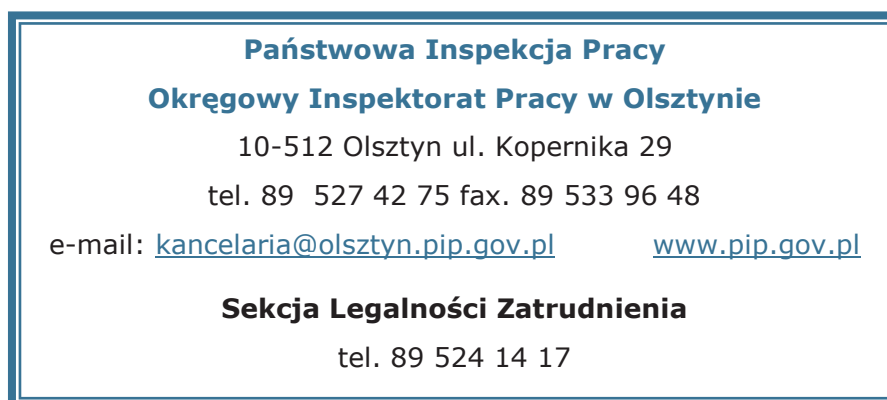 Państwowa Inspekcja Pracy
Okręgowy Inspektorat Pracy w Olsztynie
10-512 Olsztyn ul. Kopernika 29
tel. 89  527 42 75 fax. 89 533 96 48
e-mail: kancelaria@olsztyn.pip.gov.pl www.pip.gov.pl
Sekcja Legalności Zatrudnienia
tel. 89 524 14 17